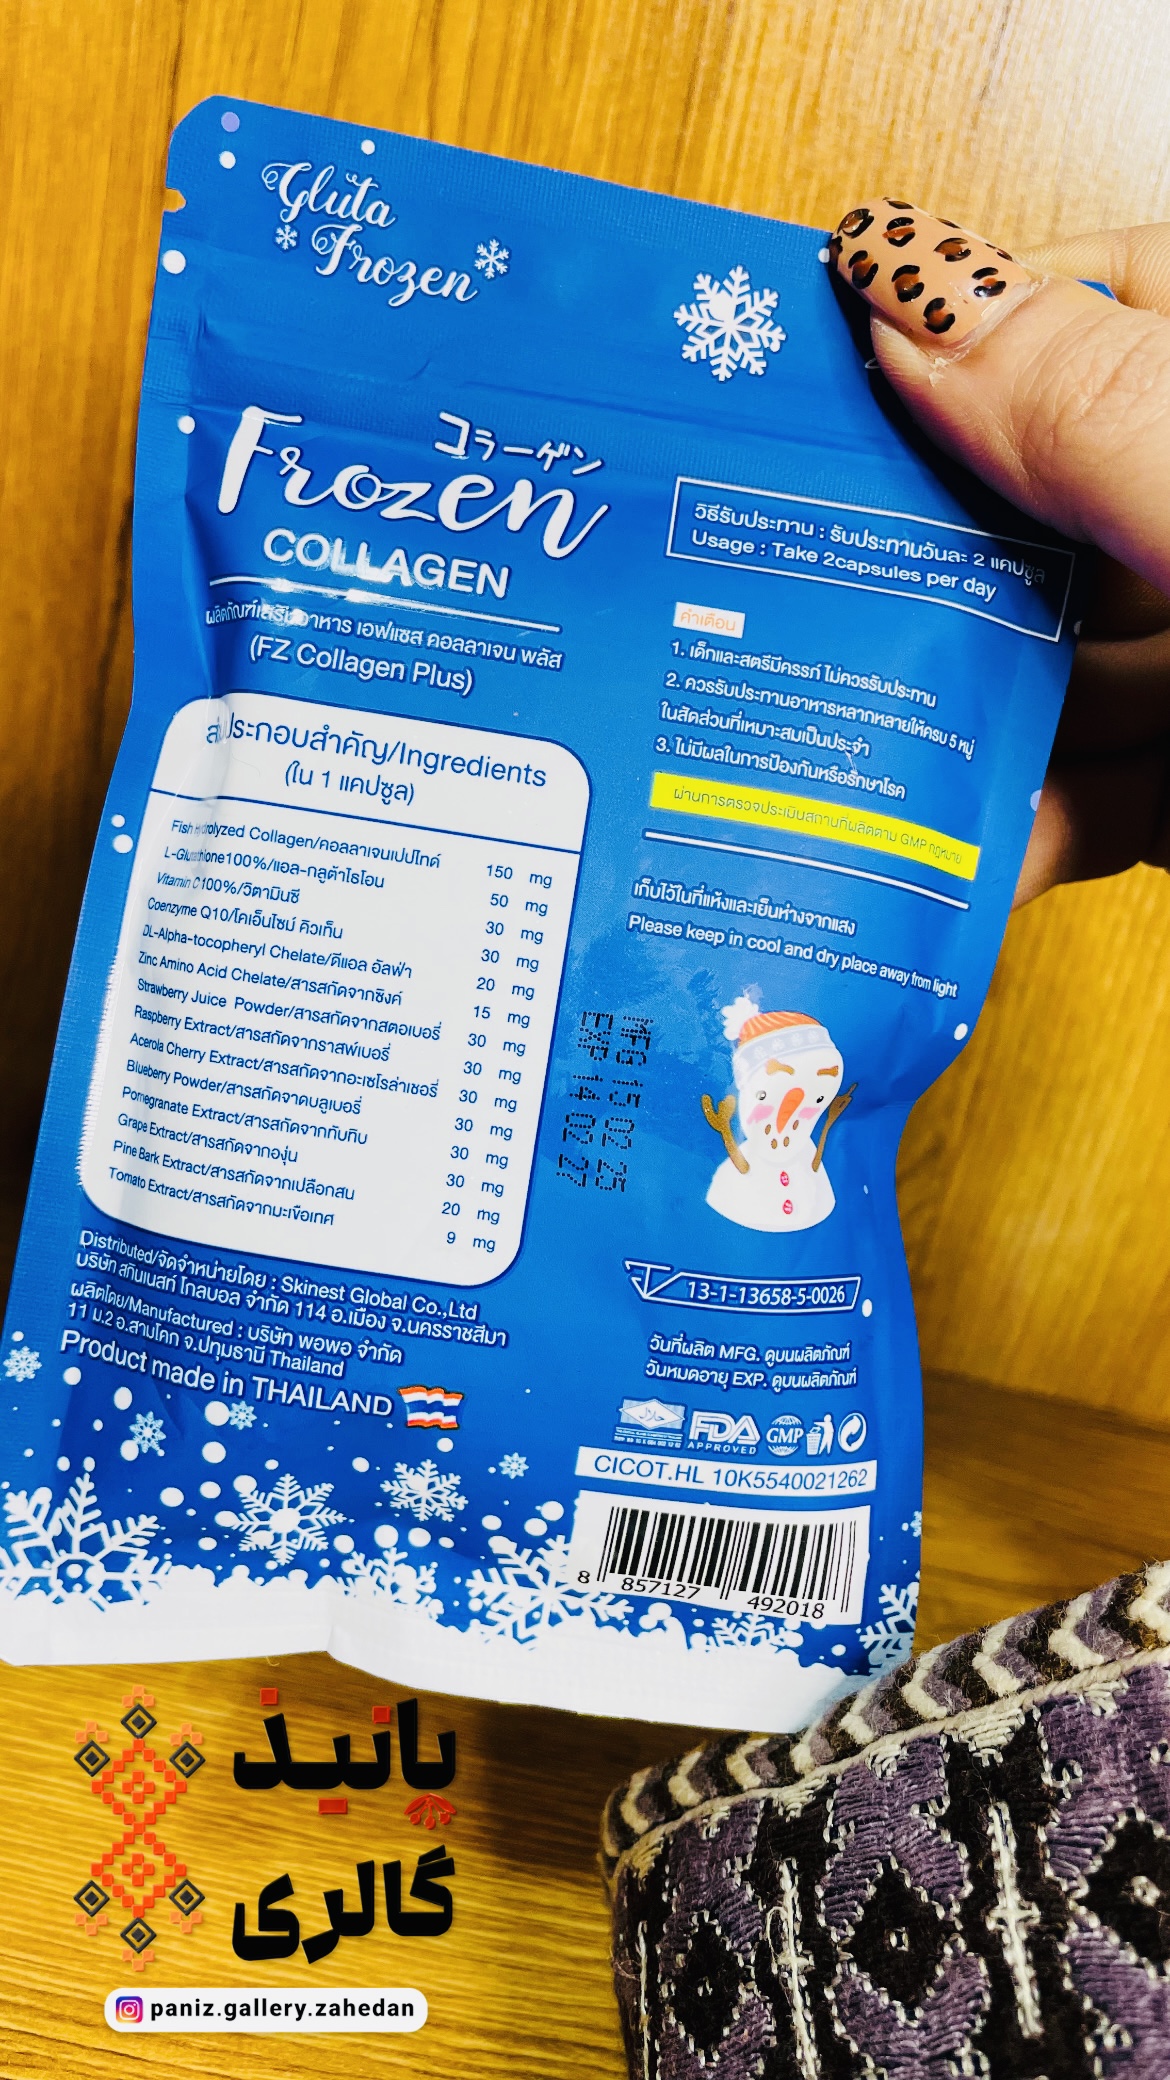 Gluta
Frozen
コラーゲン
Frozen
COLLAGEN
ผลิตภัณฑ์เสริมอาหาร เอฟแซส คอลลาเจน พลัส
(FZ Collagen Plus)
ส่วนประกอบสำคัญ/Ingredients
(ใน 1 แคปซูล)
Fish Hydrolyzed Collagen/คอลลาเจนเปปไทด์ 150 mg
L-Glutathione100%/แอล-กลูต้าไธโอน 50 mg
Vitamin C100%/วิตามินซี 30 mg
Coenzyme Q10/โคเอ็นไซม์ คิวเท็น 30 mg
DL-Alpha-tocopheryl Chelate/ดีแอล อัลฟ่า 20 mg
Zinc Amino Acid Chelate/สารสกัดจากซิงค์ 15 mg
Strawberry Juice Powder/สารสกัดจากสตอเบอรี่ 30 mg
Raspberry Extract/สารสกัดจากราสพ์เบอรี่ 30 mg
Acerola Cherry Extract/สารสกัดจากอะเซโรล่าเชอรี่ 30 mg
Blueberry Powder/สารสกัดจาดบลูเบอรี่ 30 mg
Pomegranate Extract/สารสกัดจากทับทิบ 30 mg
Grape Extract/สารสกัดจากองุ่น 30 mg
Pine Bark Extract/สารสกัดจากเปลือกสน 20 mg
Tomato Extract/สารสกัดจากมะเขือเทศ 9 mg
Distributed/จัดจำหน่ายโดย : Skinest Global Co.,Ltd
บริษัท สกินเนสท์ โกลบอล จำกัด 114 อ.เมือง จ.นครราชสีมา
ผลิตโดย/Manufactured : บริษัท พอพอ จำกัด
11 ม.2 อ.สามโคก จ.ปทุมธานี Thailand
Product made in THAILAND
วิธีรับประทาน : รับประทานวันละ 2 แคปซูล
Usage : Take 2capsules per day
คำเตือน
1. เด็กและสตรีมีครรภ์ ไม่ควรรับประทาน
2. ควรรับประทานอาหารหลากหลายให้ครบ 5 หมู่
ในสัดส่วนที่เหมาะสมเป็นประจำ
3. ไม่มีผลในการป้องกันหรือรักษาโรค
ผ่านการตรวจประเมินสถานที่ผลิตตาม GMP กฎหมาย
เก็บไว้ในที่แห้งและเย็นห่างจากแสง
Please keep in cool and dry place away from light
13-1-13658-5-0026
วันที่ผลิต MFG. ดูบนผลิตภัณฑ์
วันหมดอายุ EXP. ดูบนผลิตภัณฑ์
حلال
FDA
APPROVED
GMP
CICOT.HL 10K5540021262
8 857127 492018
پانیذ
گالری
paniz.gallery.zahedan